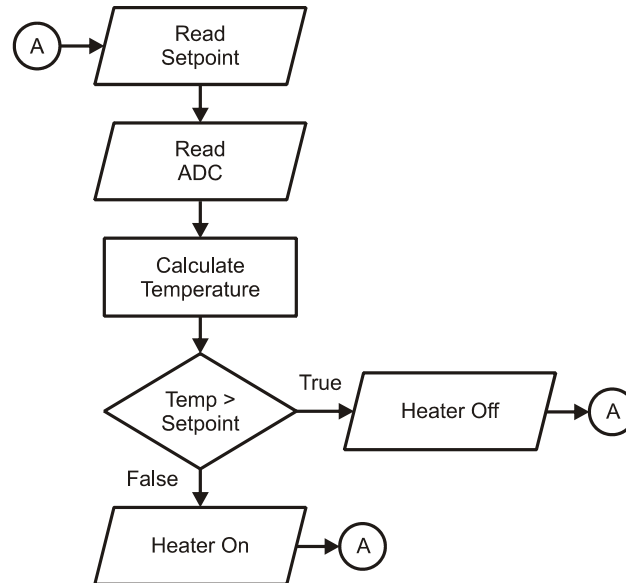 A
Read
Setpoint
Read
ADC
Calculate
Temperature
Temp >
Setpoint
True
Heater Off
A
False
Heater On
A